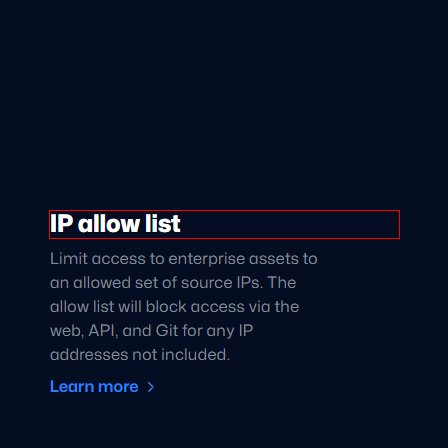 IP allow list
Limit access to enterprise assets to
an allowed set of source IPs. The
allow list will block access via the
web, API, and Git for any IP
addresses not included.
Learn more